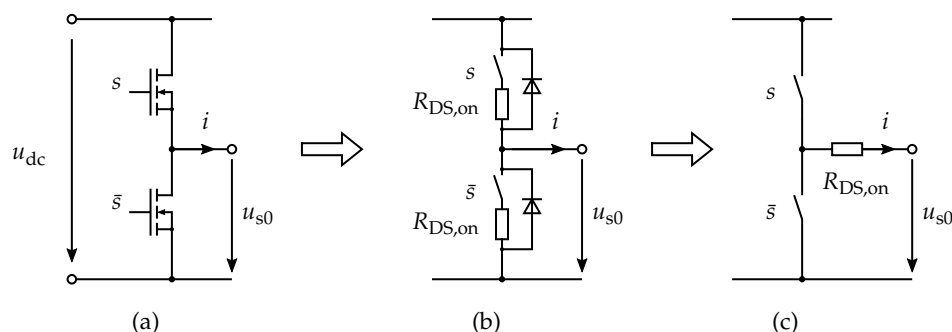 s
i
u_dc
s̄
u_s0
(a)
s
R_DS,on
i
s̄
R_DS,on
u_s0
(b)
s
i
R_DS,on
s̄
u_s0
(c)